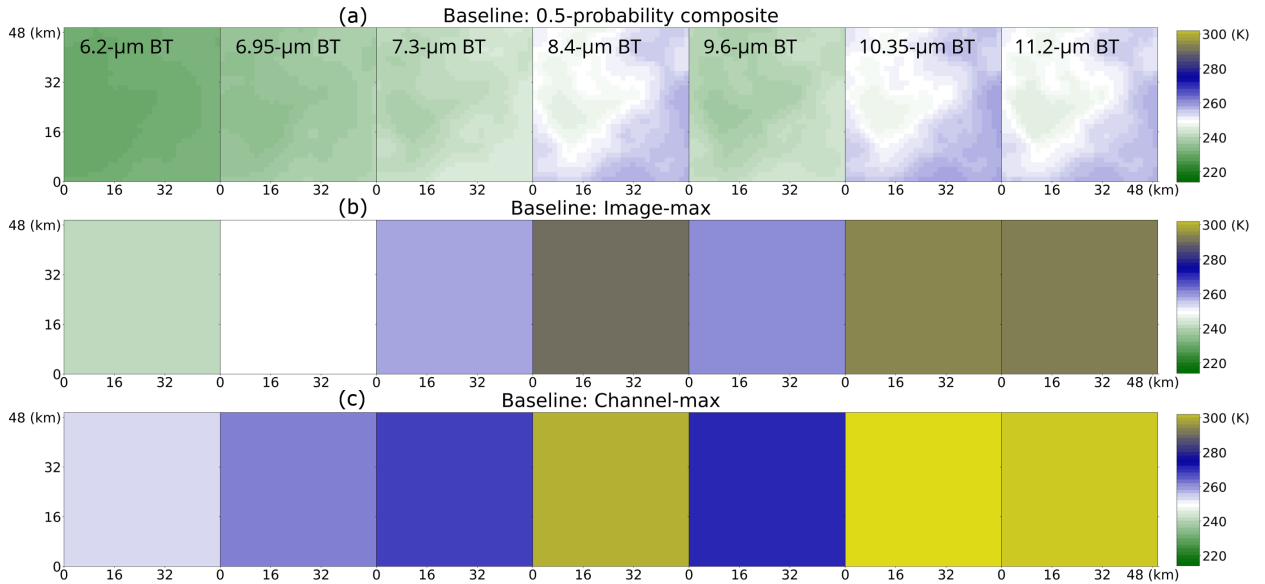 (a) Baseline: 0.5-probability composite
48 (km) 6.2-μm BT 6.95-μm BT 7.3-μm BT 8.4-μm BT 9.6-μm BT 10.35-μm BT 11.2-μm BT 300 (K)
280
32
260
16
240
220
0
0 16 32 0 16 32 0 16 32 0 16 32 0 16 32 0 16 32 0 16 32 48 (km)
(b) Baseline: Image-max
48 (km) 300 (K)
280
32
260
16
240
220
0
0 16 32 0 16 32 0 16 32 0 16 32 0 16 32 0 16 32 0 16 32 48 (km)
(c) Baseline: Channel-max
48 (km) 300 (K)
280
32
260
16
240
220
0
0 16 32 0 16 32 0 16 32 0 16 32 0 16 32 0 16 32 0 16 32 48 (km)